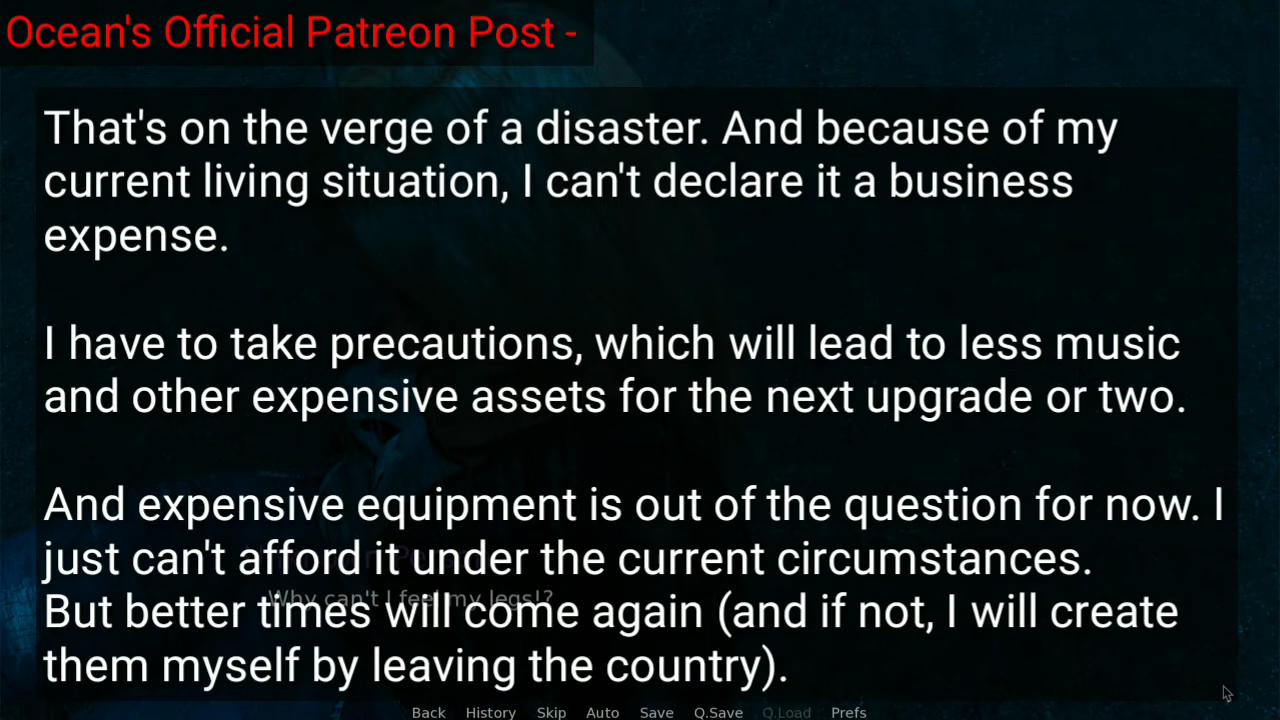 Ocean's Official Patreon Post -
That's on the verge of a disaster. And because of my
current living situation, I can't declare it a business
expense.
I have to take precautions, which will lead to less music
and other expensive assets for the next upgrade or two.
And expensive equipment is out of the question for now. I
just can't afford it under the current circumstances.
Why can't I feel my legs!?
But better times will come again (and if not, I will create
them myself by leaving the country).
Back History Skip Auto Save Q.Save Q.Load Prefs